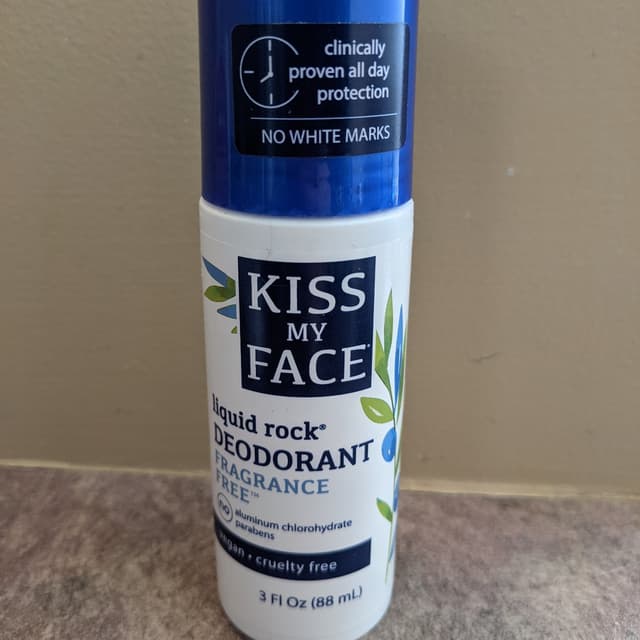 clinically
proven all day
protection
NO WHITE MARKS
KISS
MY
FACE®
liquid rock®
DEODORANT
FRAGRANCE
FREE™
no aluminum chlorohydrate
parabens
vegan • cruelty free
3 Fl Oz (88 mL)